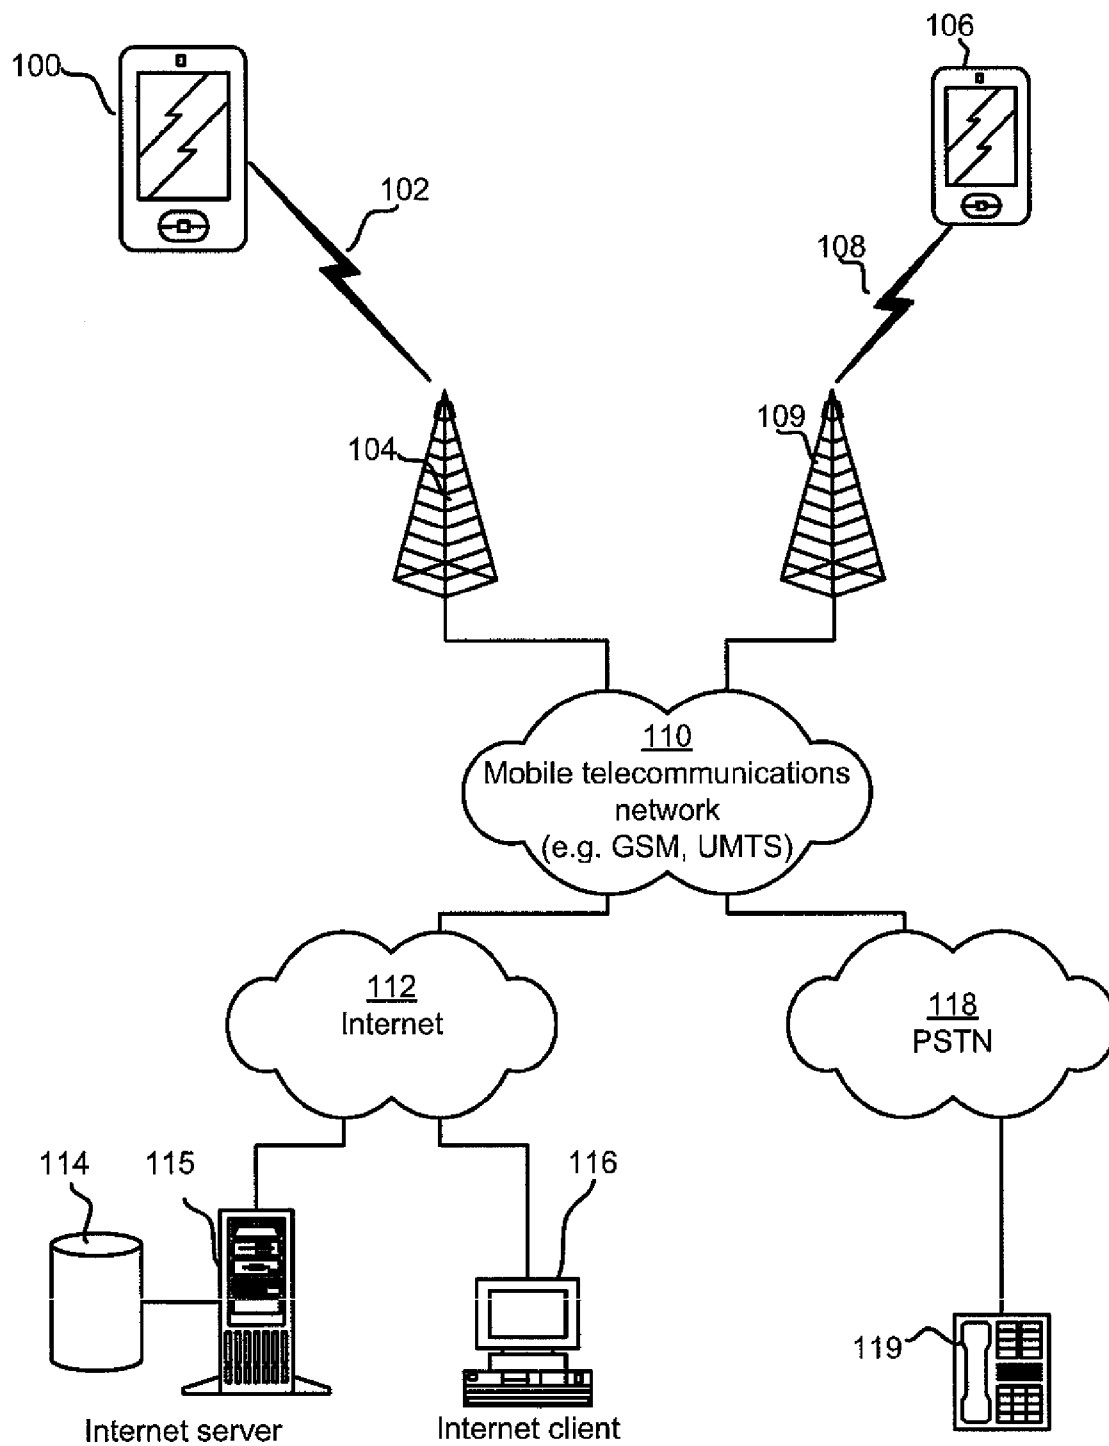 100
106
102
108
104
109
110
Mobile telecommunications
network
(e.g. GSM, UMTS)
112
Internet
118
PSTN
114
115
116
119
Internet server
Internet client